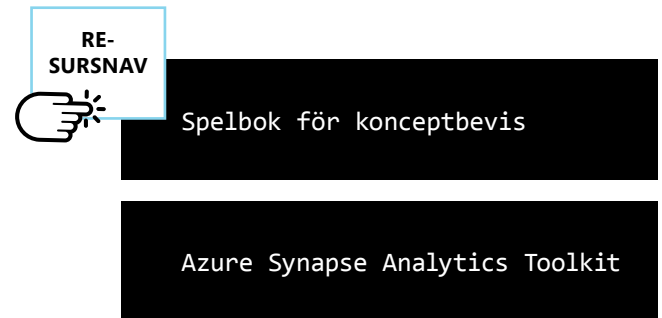 RE-
SURSNAV
Spelbok för konceptbevis
Azure Synapse Analytics Toolkit